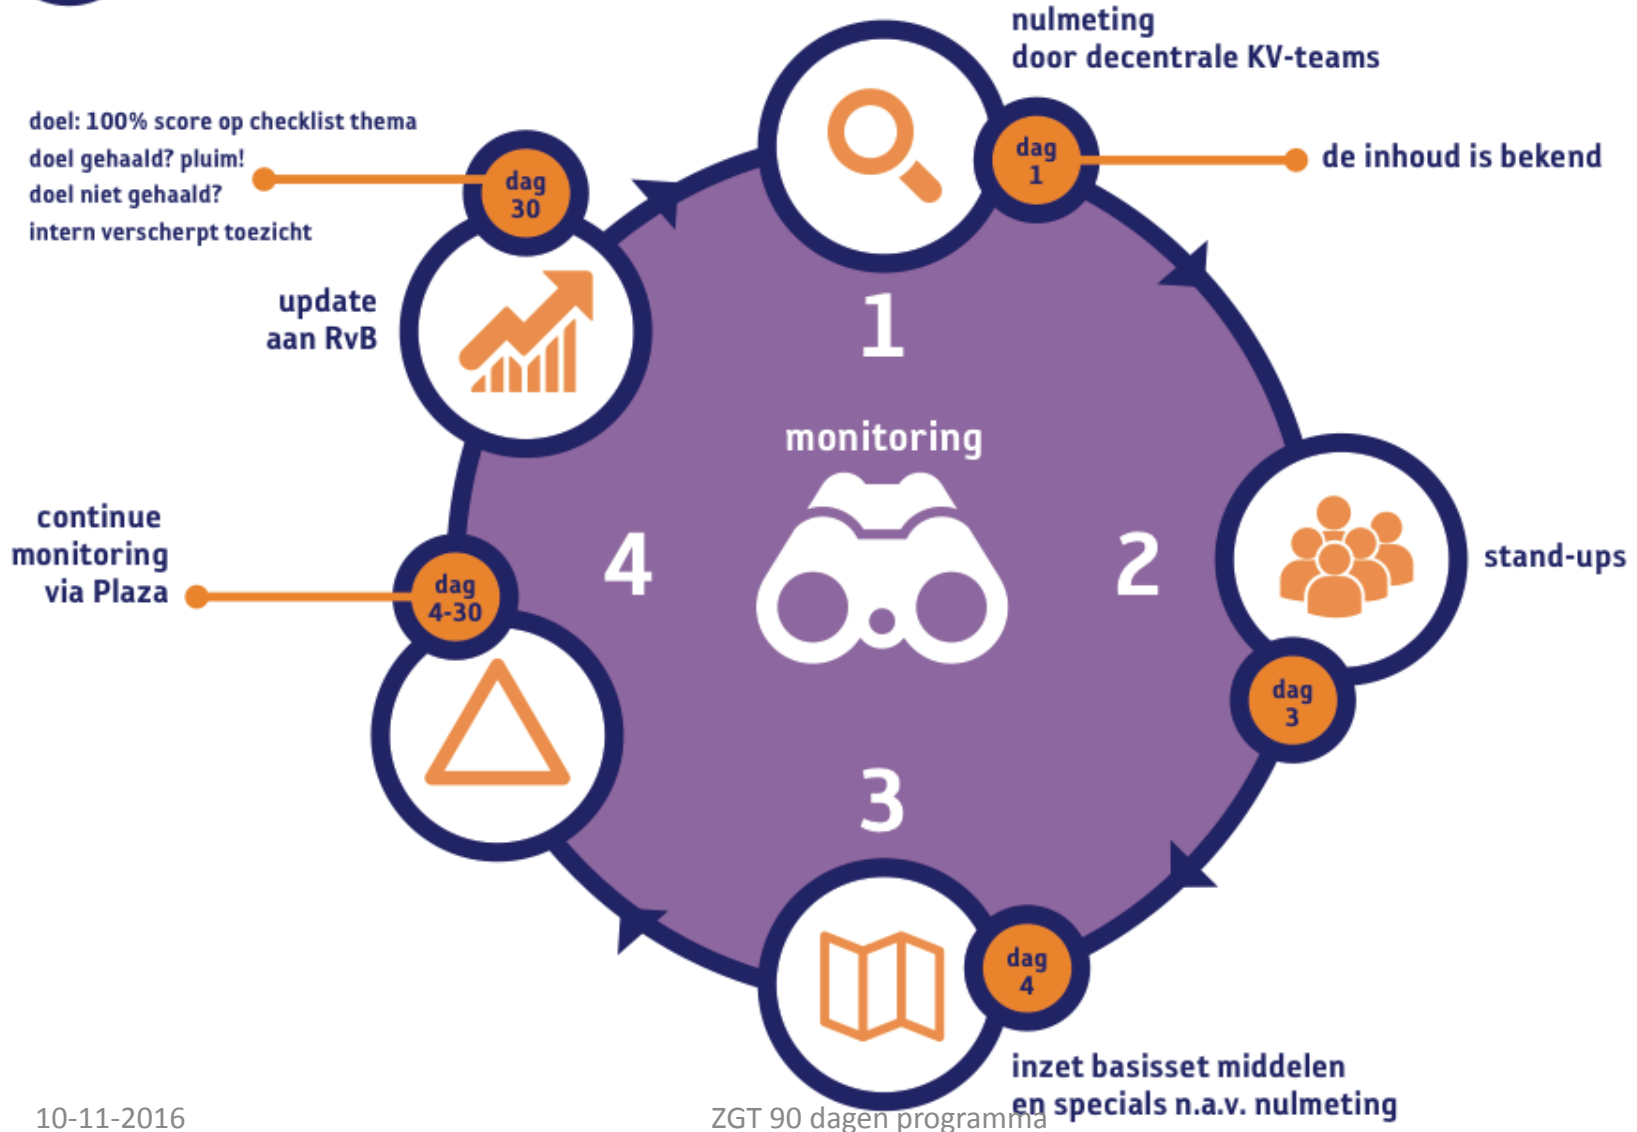 nulmeting
door decentrale KV-teams
dag
1
de inhoud is bekend
doel: 100% score op checklist thema
doel gehaald? pluim!
doel niet gehaald?
intern verscherpt toezicht
dag
30
update
aan RvB
1
monitoring
continue
monitoring
via Plaza
dag
4-30
4
2
stand-ups
dag
3
3
dag
4
inzet basisset middelen
en specials n.a.v. nulmeting
10-11-2016
ZGT 90 dagen programma